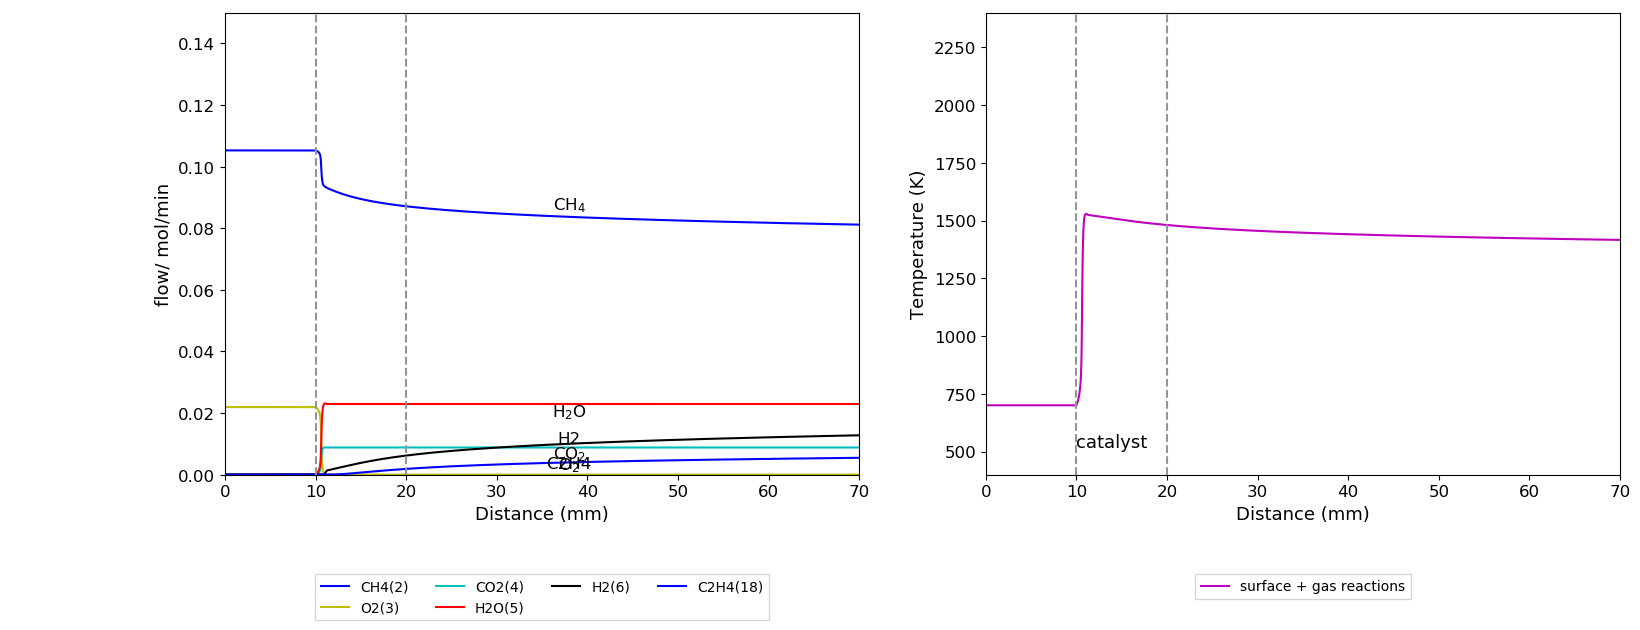 0.14
0.12
0.10
0.08
0.06
0.04
0.02
0.00
flow/ mol/min
CH4
H2O
H2
CO2
C2H4
O2
0 10 20 30 40 50 60 70
Distance (mm)
CH4(2) CO2(4) H2(6) C2H4(18)
O2(3) H2O(5)
2250
2000
1750
1500
1250
1000
750
500
Temperature (K)
catalyst
0 10 20 30 40 50 60 70
Distance (mm)
surface + gas reactions